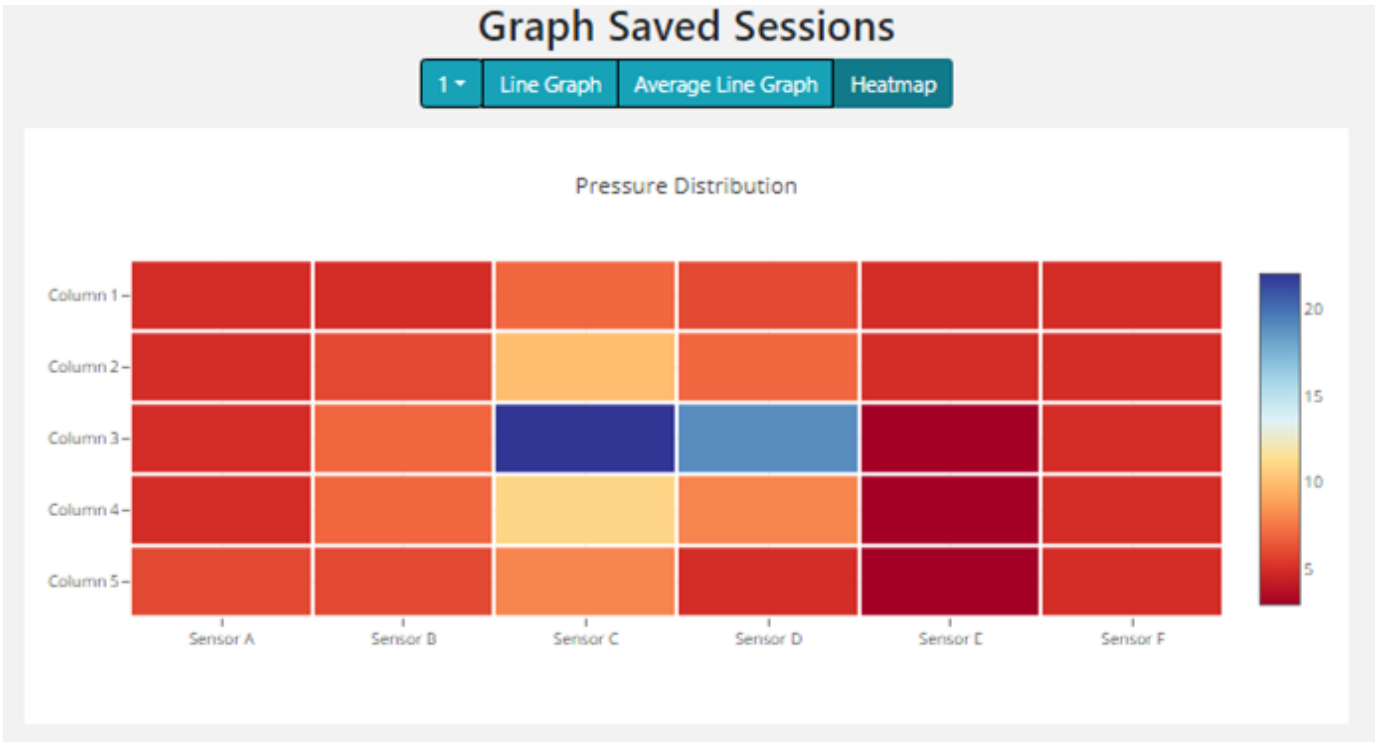 Graph Saved Sessions
1 Line Graph Average Line Graph Heatmap
Pressure Distribution
Column 1
Column 2
Column 3
Column 4
Column 5
20
15
10
5
Sensor A Sensor B Sensor C Sensor D Sensor E Sensor F